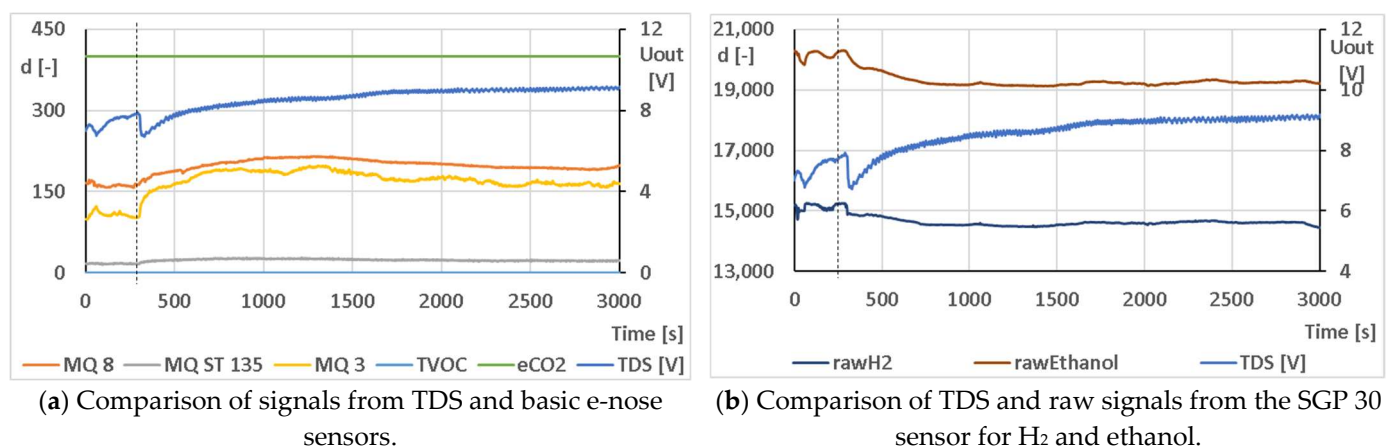 450
12
d [-]
Uout
[V]
300
8
150
4
0
0
0 500 1000 1500 2000 2500 3000
Time [s]
MQ 8 MQ ST 135 MQ 3 TVOC eCO2 TDS [V]
(a) Comparison of signals from TDS and basic e-nose
sensors.
21,000
12
d [-]
Uout
[V]
19,000
10
17,000
8
15,000
6
13,000
4
0 500 1000 1500 2000 2500 3000
Time [s]
rawH2 rawEthanol TDS [V]
(b) Comparison of TDS and raw signals from the SGP 30
sensor for H₂ and ethanol.